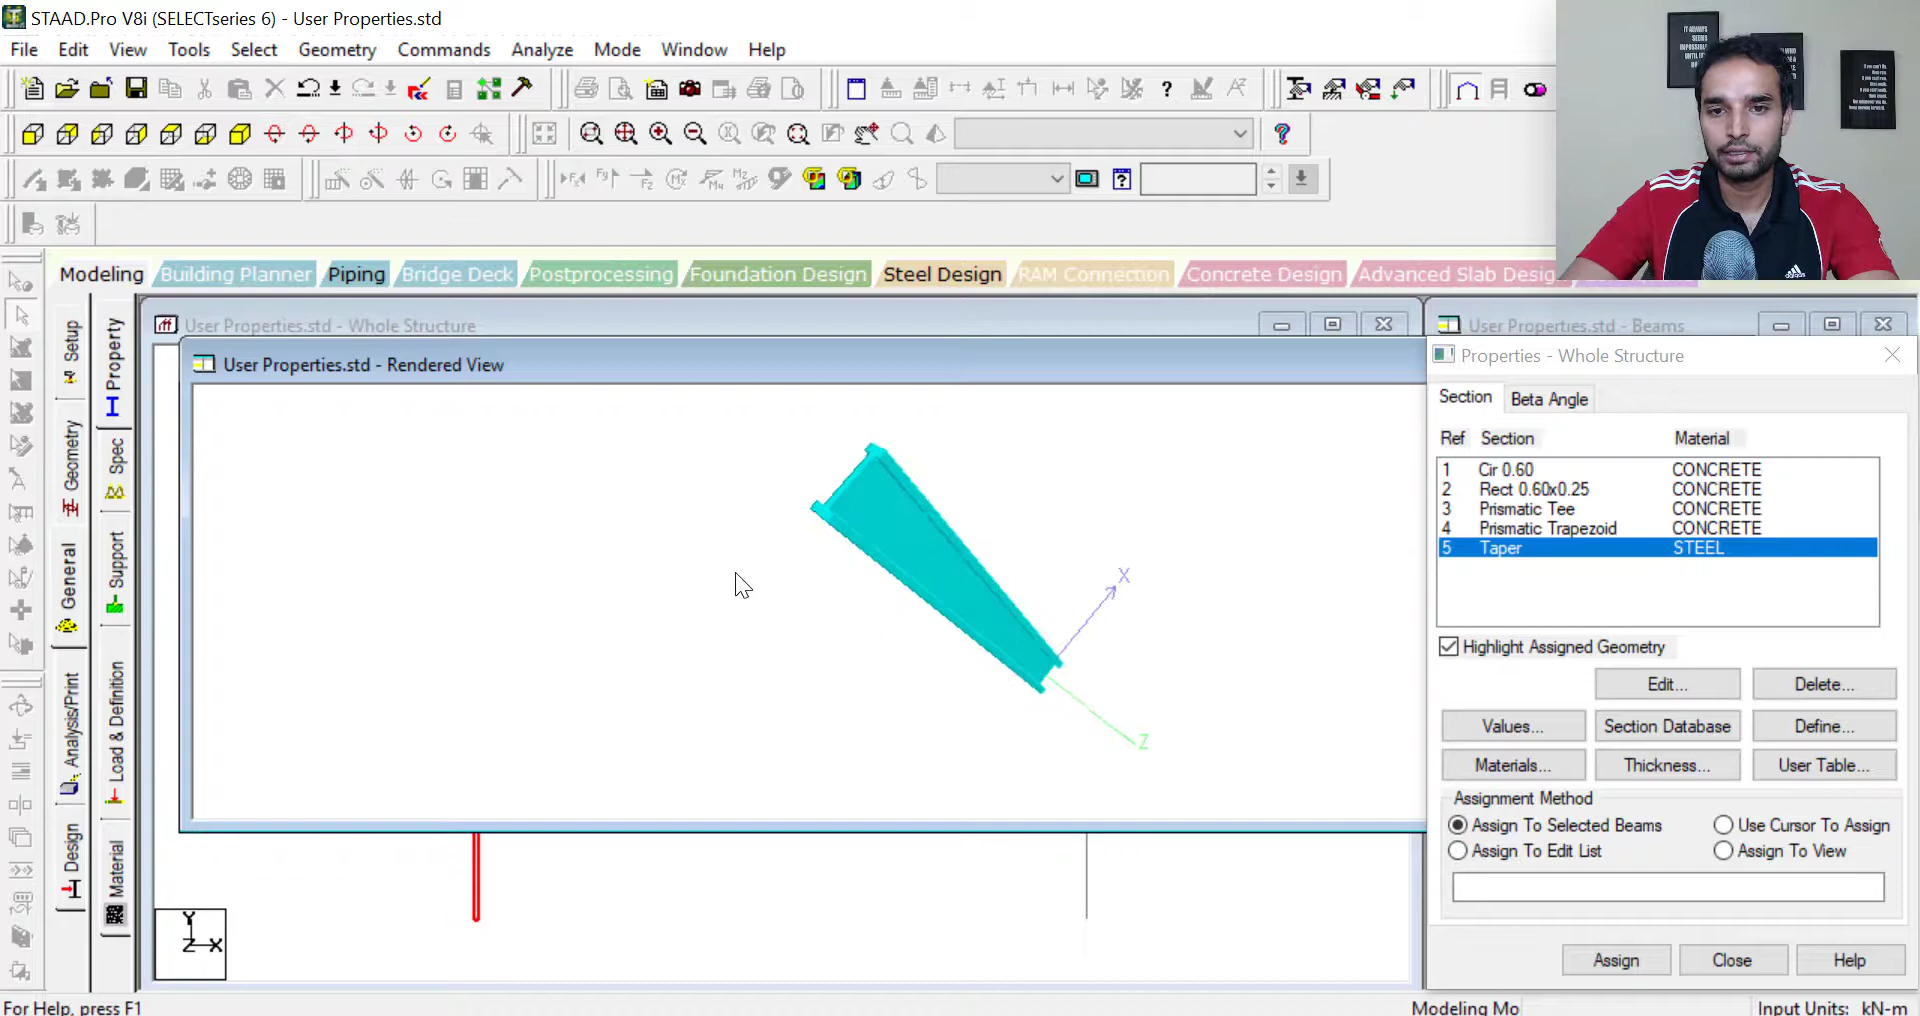 STAAD.Pro V8i (SELECTseries 6) - User Properties.std
File Edit View Tools Select Geometry Commands Analyze Mode Window Help
Modeling Building Planner Piping Bridge Deck Postprocessing Foundation Design Steel Design RAM Connection Concrete Design Advanced Slab Desig
Setup
Geometry
General
Analysis/Print
Design
Property
Spec
Support
Load & Definition
Material
User Properties.std - Whole Structure
User Properties.std - Rendered View
X
Z
Y
Z X
User Properties.std - Beams
Properties - Whole Structure
Section Beta Angle
Ref Section Material
1 Cir 0.60 CONCRETE
2 Rect 0.60x0.25 CONCRETE
3 Prismatic Tee CONCRETE
4 Prismatic Trapezoid CONCRETE
5 Taper STEEL
Highlight Assigned Geometry
Edit... Delete...
Values... Section Database Define...
Materials... Thickness... User Table...
Assignment Method
Assign To Selected Beams Use Cursor To Assign
Assign To Edit List Assign To View
Assign Close Help
For Help, press F1 Modeling Mo Input Units: kN-m